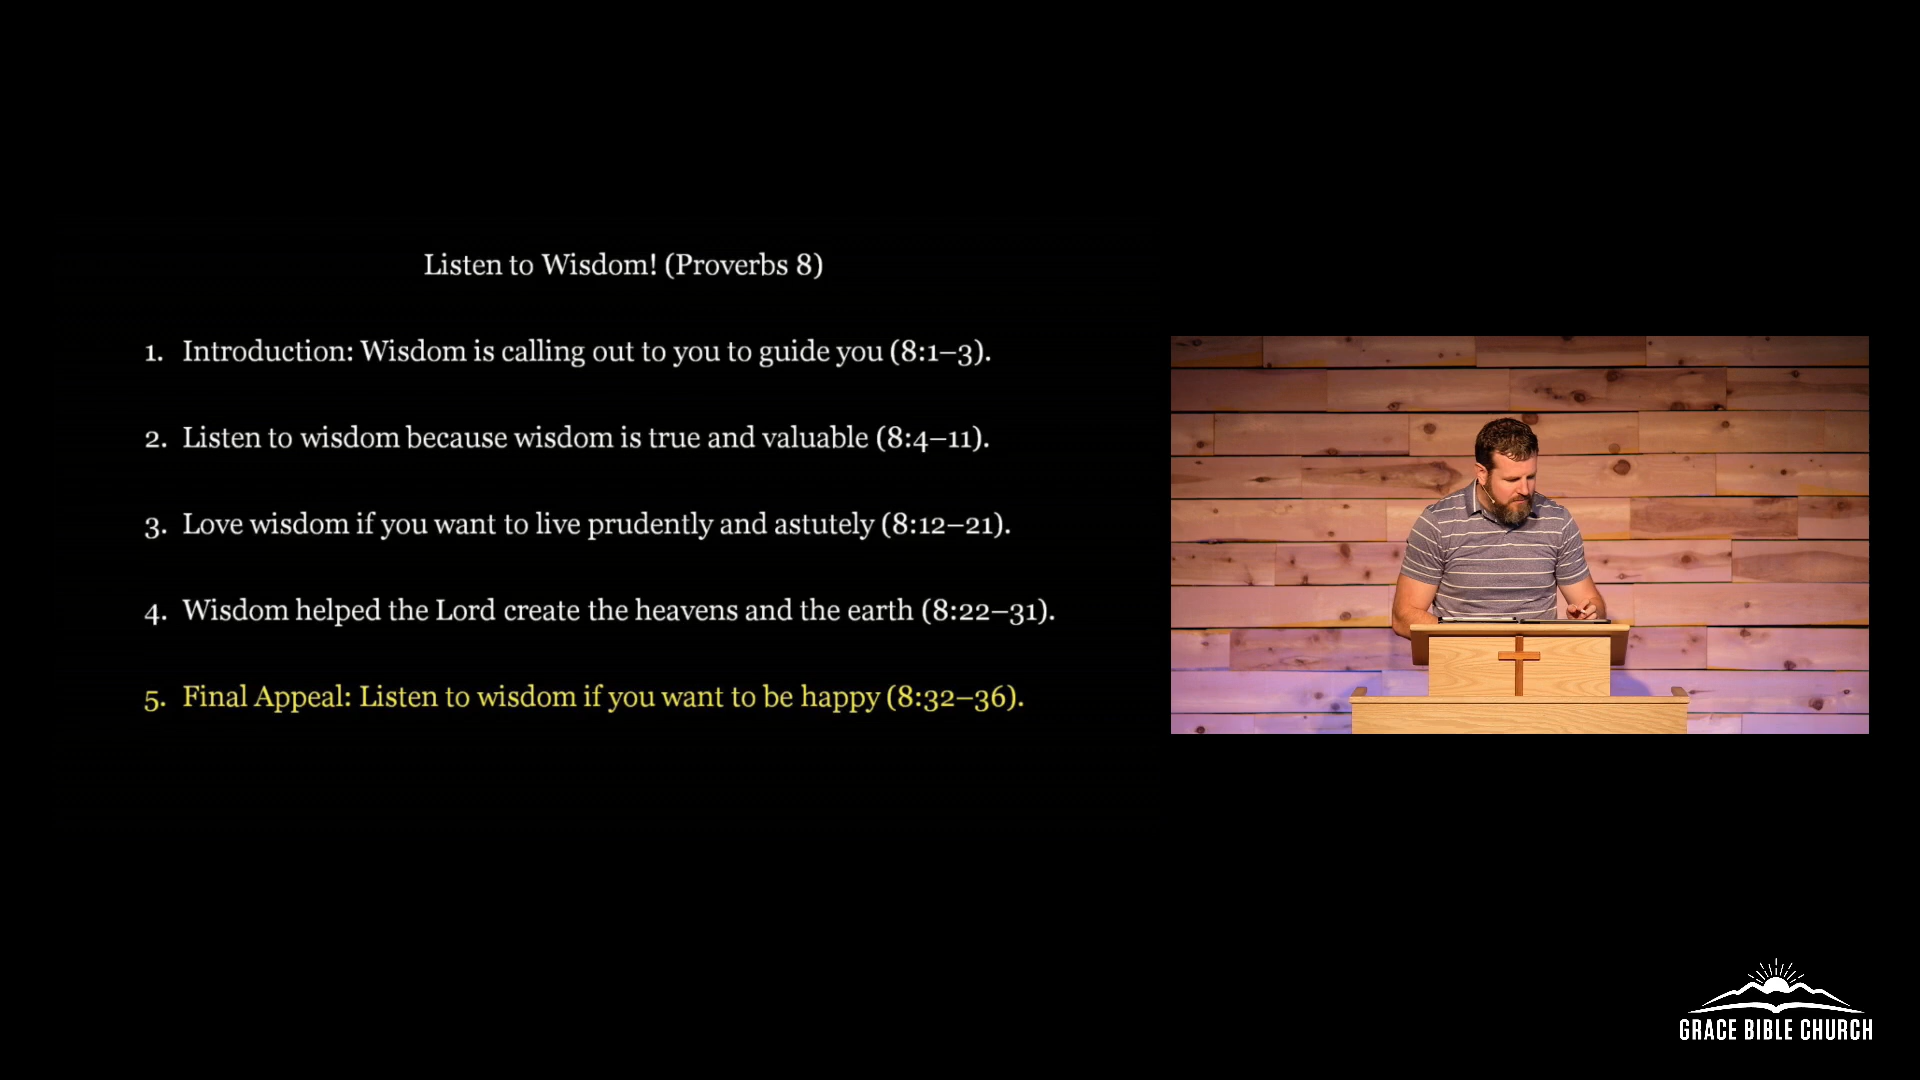 Listen to Wisdom! (Proverbs 8)
1. Introduction: Wisdom is calling out to you to guide you (8:1–3).
2. Listen to wisdom because wisdom is true and valuable (8:4–11).
3. Love wisdom if you want to live prudently and astutely (8:12–21).
4. Wisdom helped the Lord create the heavens and the earth (8:22–31).
5. Final Appeal: Listen to wisdom if you want to be happy (8:32–36).
GRACE BIBLE CHURCH